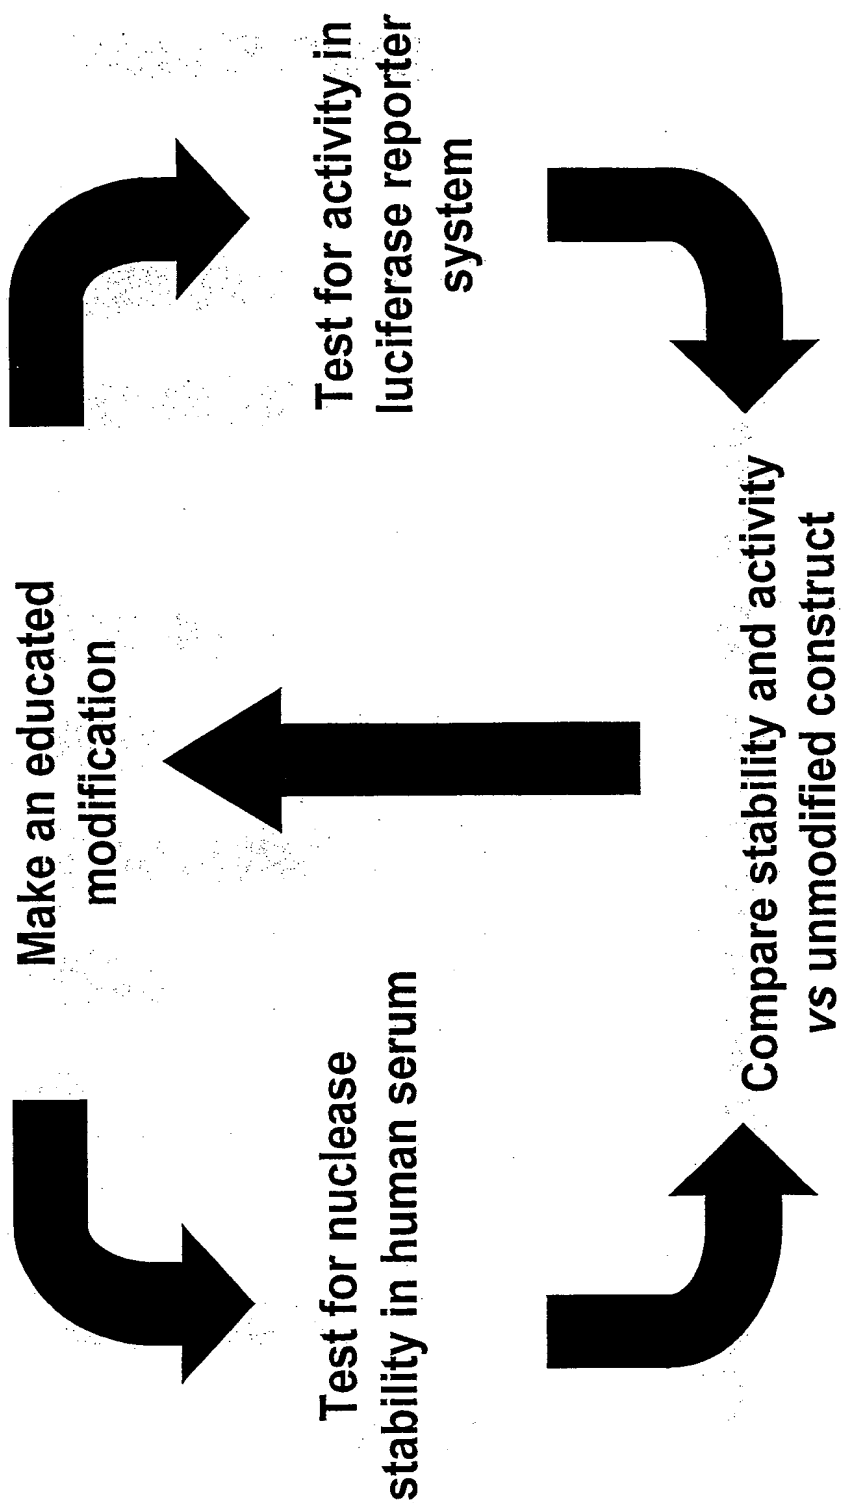 Make an educated
modification
Test for nuclease
stability in human serum
Test for activity in
luciferase reporter
system
Compare stability and activity
vs unmodified construct